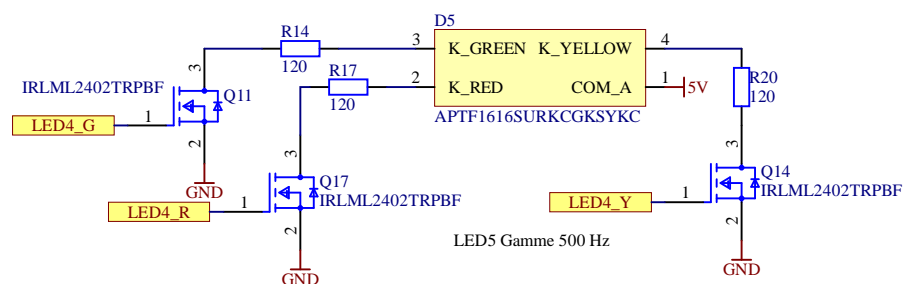 D5
R14
3 K_GREEN K_YELLOW 4
120
R17
R20
120
IRLML2402TRPBF
3
Q11
2 K_RED COM_A 1 5V
120
APTF1616SURKCGKSYKC
LED4_G 1
2
3
3
GND
Q17
IRLML2402TRPBF
Q14
IRLML2402TRPBF
LED4_R 1
LED4_Y 1
2
2
LED5 Gamme 500 Hz
GND
GND